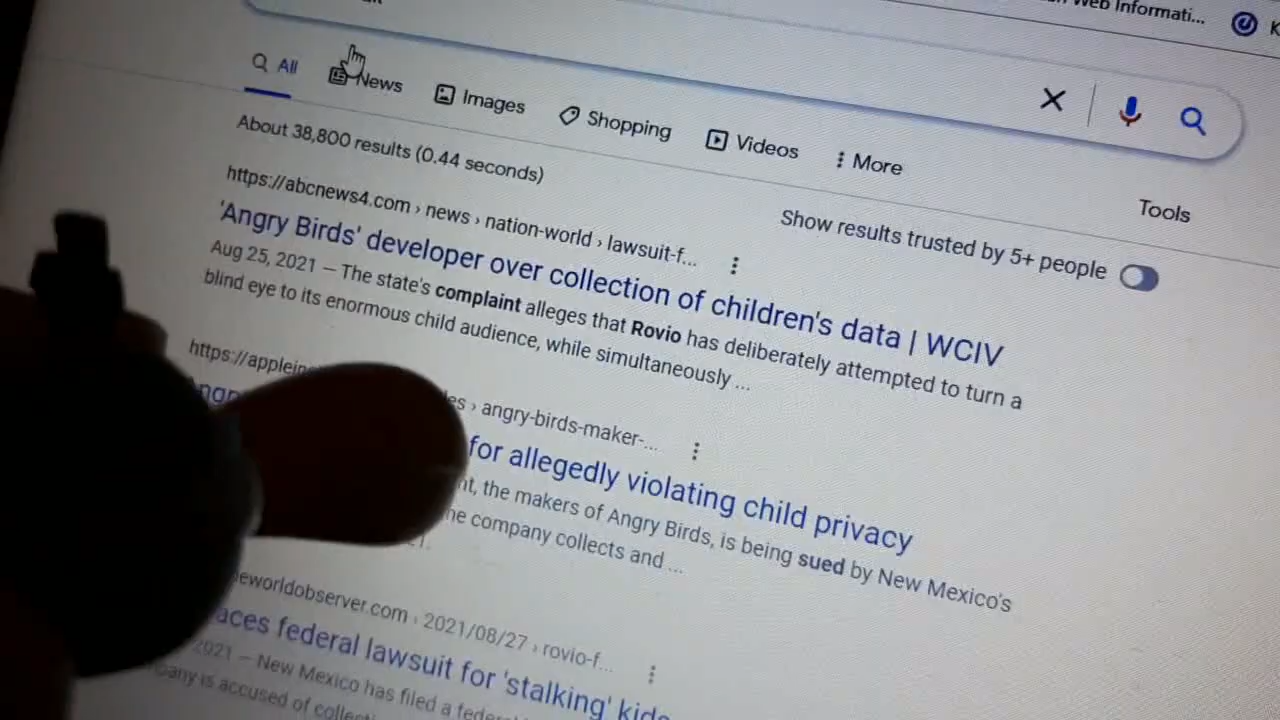 Web Informati...
All
News
Images
Shopping
Videos
More
Tools
About 38,800 results (0.44 seconds)
Show results trusted by 5+ people
https://abcnews4.com › news › nation-world › lawsuit-f...
'Angry Birds' developer over collection of children's data | WCIV
Aug 25, 2021 — The state's complaint alleges that Rovio has deliberately attempted to turn a
blind eye to its enormous child audience, while simultaneously ...
› angry-birds-maker-...
for allegedly violating child privacy
the makers of Angry Birds, is being sued by New Mexico's
company collects and ...
eworldobserver.com › 2021/08/27 › rovio-f...
aces federal lawsuit for 'stalking' kids
2021 — New Mexico has filed a federal
any is accused of